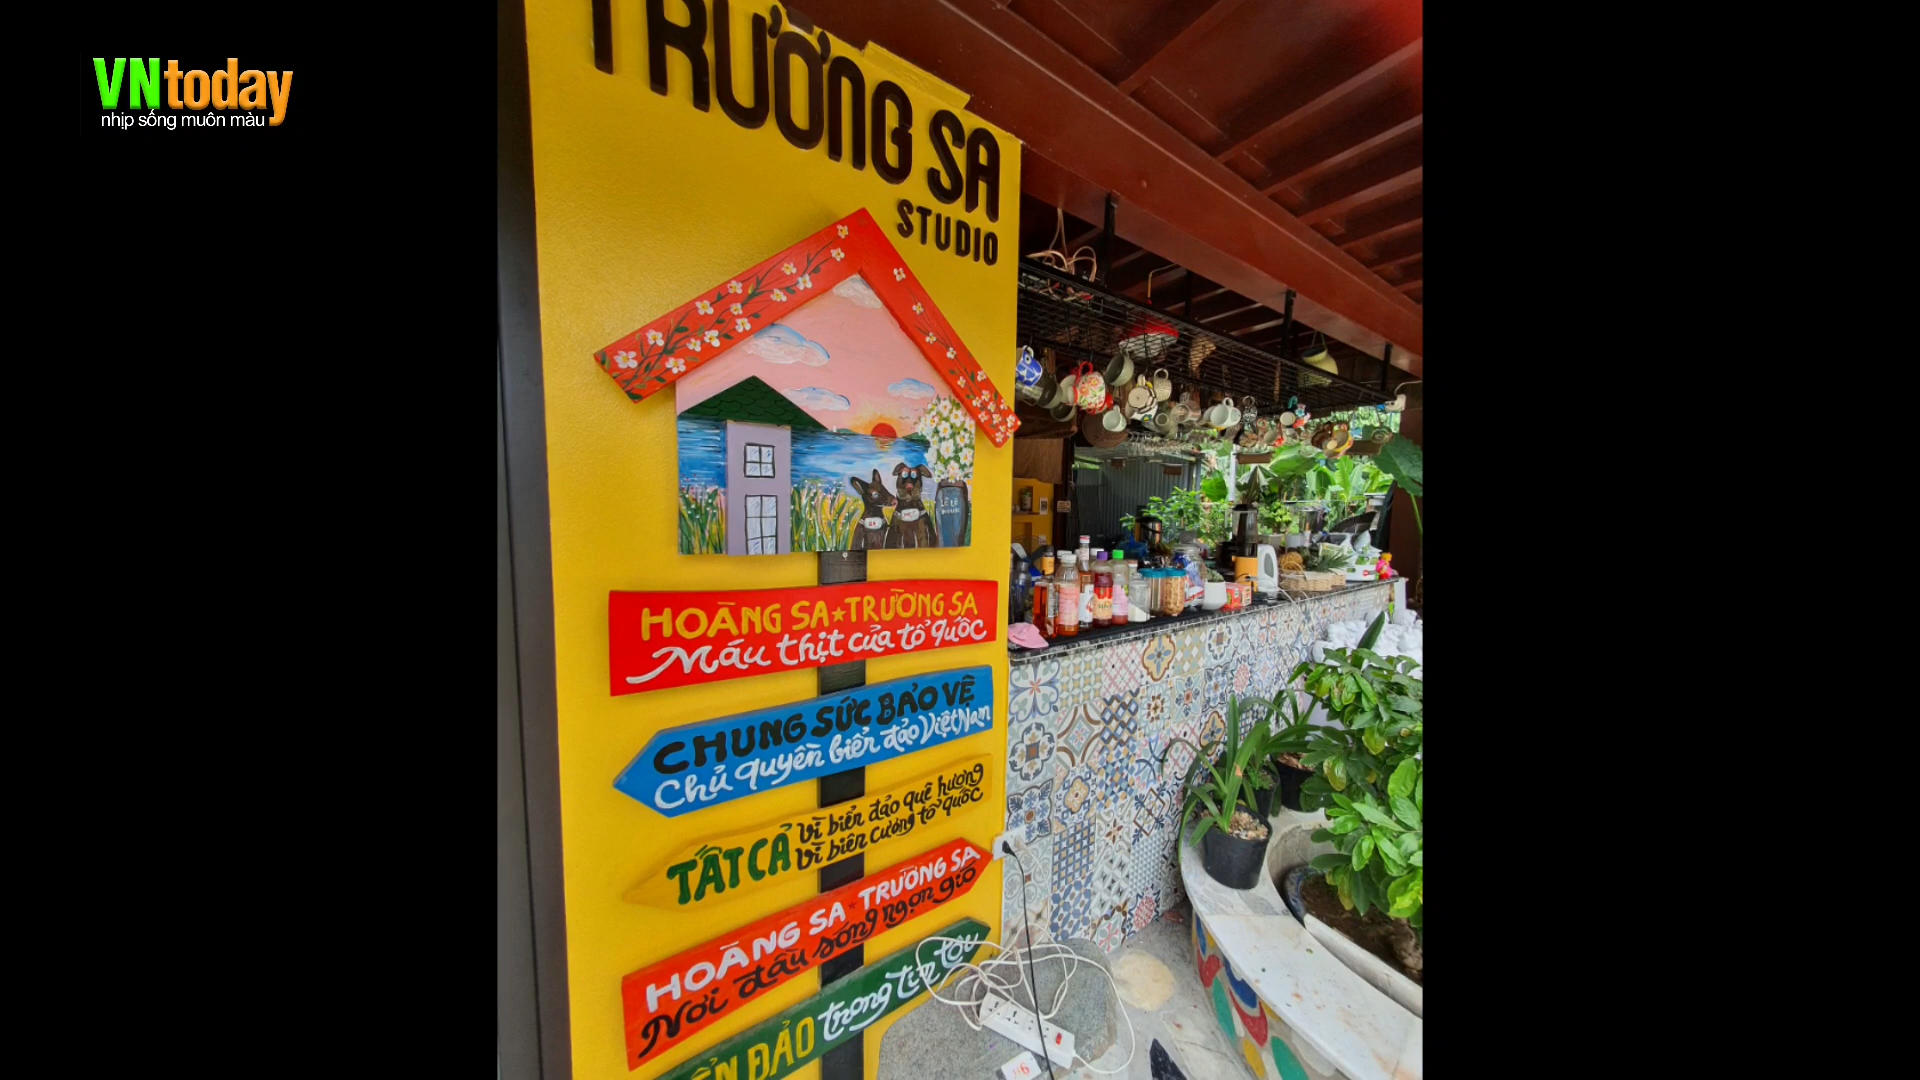 VNtoday
nhịp sống muôn màu
TRƯỜNG SA
STUDIO
HOÀNG SA★TRƯỜNG SA
Máu thịt của tổ quốc
CHUNG SỨC BẢO VỆ
Chủ quyền biển đảo Việt Nam
TẤT CẢ
Vì biển đảo quê hương
Vì biên cương tổ quốc
HOÀNG SA★TRƯỜNG SA
Nơi đầu sóng ngọn gió
ĐẢO trong tim tôi